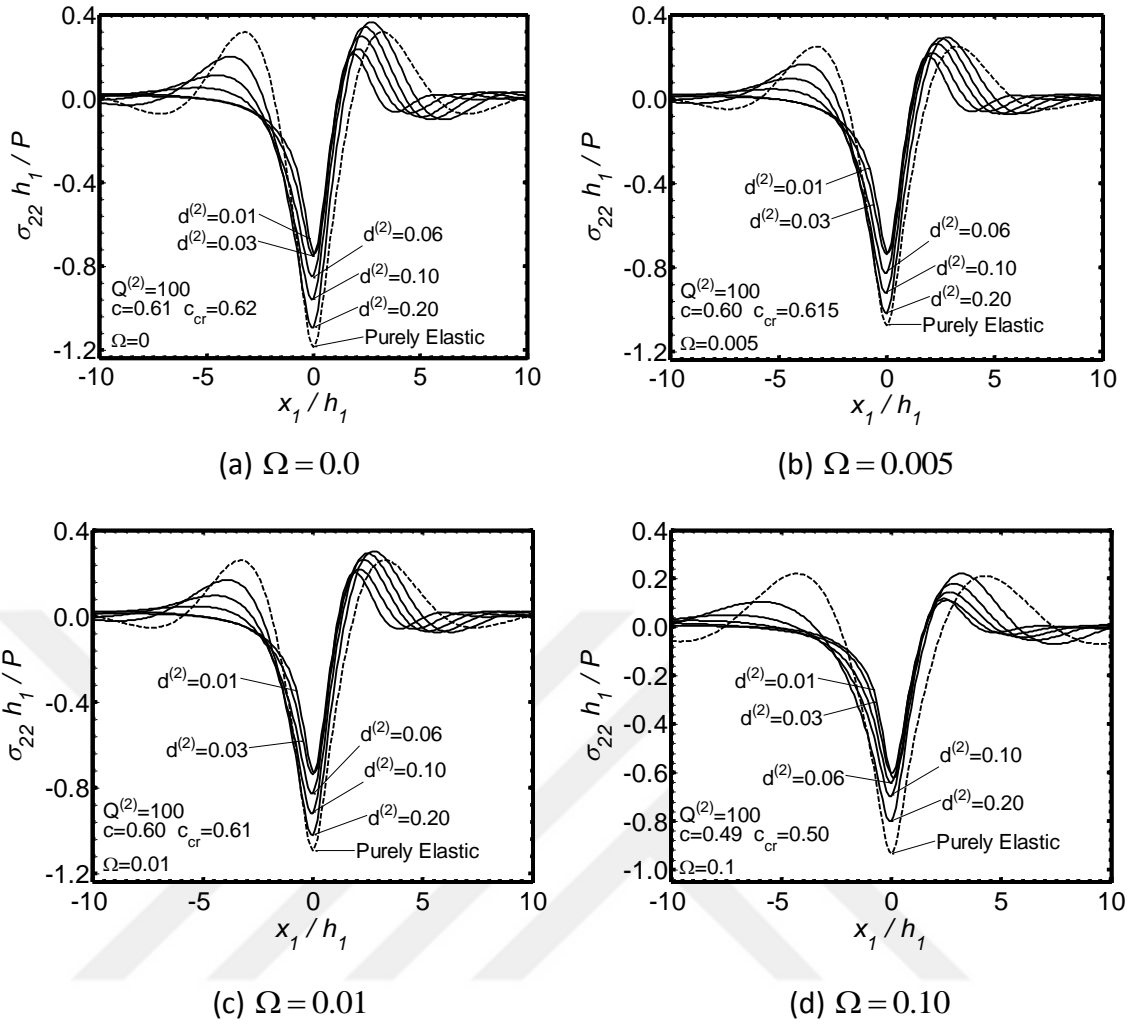 0.4
0.0
-0.4
-0.8
-1.2
σ22 h1 / P
d(2)=0.01
d(2)=0.03
d(2)=0.06
d(2)=0.10
d(2)=0.20
Purely Elastic
Q(2)=100
c=0.61 ccr=0.62
Ω=0
-10 -5 0 5 10
x1 / h1
(a) Ω = 0.0
0.4
0.0
-0.4
-0.8
-1.2
σ22 h1 / P
d(2)=0.01
d(2)=0.03
d(2)=0.06
d(2)=0.10
d(2)=0.20
Purely Elastic
Q(2)=100
c=0.60 ccr=0.615
Ω=0.005
-10 -5 0 5 10
x1 / h1
(b) Ω = 0.005
0.4
0.0
-0.4
-0.8
-1.2
σ22 h1 / P
d(2)=0.01
d(2)=0.03
d(2)=0.06
d(2)=0.10
d(2)=0.20
Purely Elastic
Q(2)=100
c=0.60 ccr=0.61
Ω=0.01
-10 -5 0 5 10
x1 / h1
(c) Ω = 0.01
0.4
0.2
0.0
-0.2
-0.4
-0.6
-0.8
-1.0
σ22 h1 / P
d(2)=0.01
d(2)=0.03
d(2)=0.06
d(2)=0.10
d(2)=0.20
Purely Elastic
Q(2)=100
c=0.49 ccr=0.50
Ω=0.1
-10 -5 0 5 10
x1 / h1
(d) Ω = 0.10